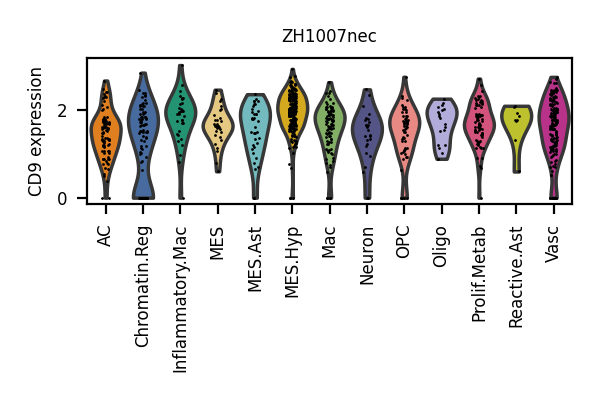 ZH1007nec
CD9 expression
2
0
AC
Chromatin.Reg
Inflammatory.Mac
MES
MES.Ast
MES.Hyp
Mac
Neuron
OPC
Oligo
Prolif.Metab
Reactive.Ast
Vasc